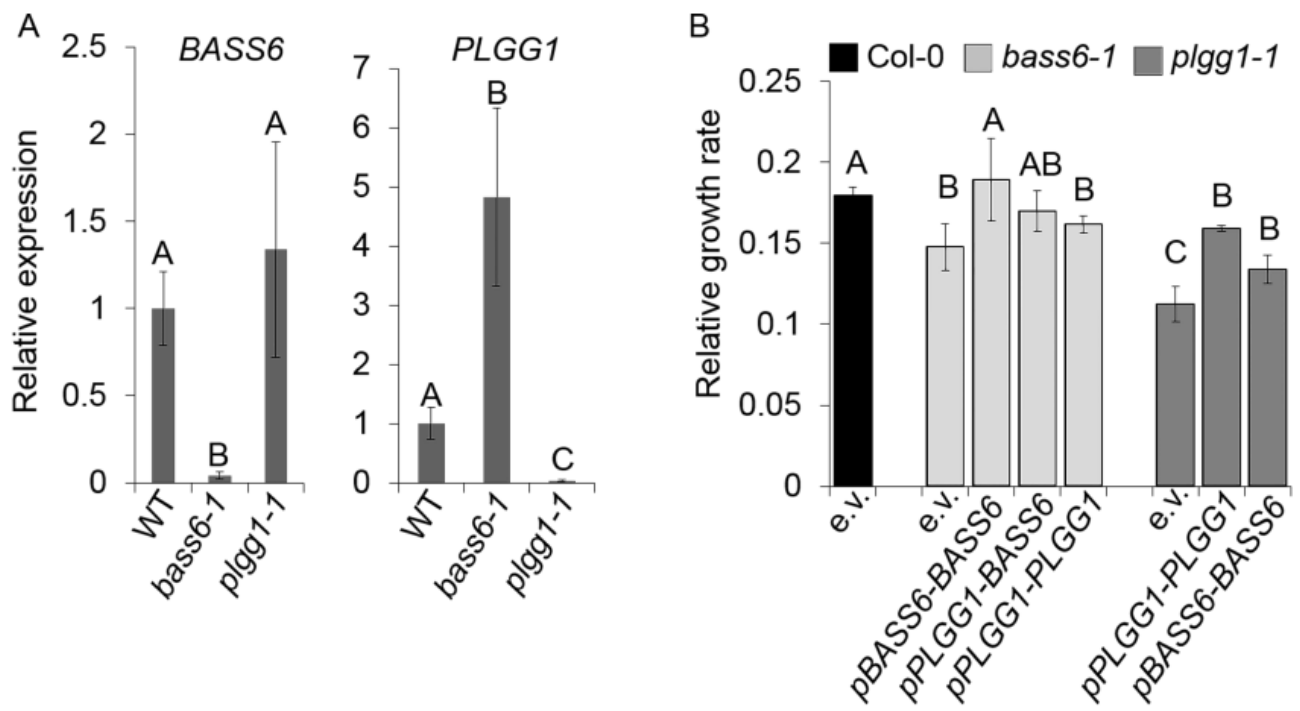 A
BASS6
PLGG1
Relative expression
2.5
2
1.5
1
0.5
0
A
B
A
WT
bass6-1
plgg1-1
7
6
5
4
3
2
1
0
A
B
C
WT
bass6-1
plgg1-1
B
Col-0 bass6-1 plgg1-1
Relative growth rate
0.25
0.2
0.15
0.1
0.05
0
A
B
A
AB
B
C
B
B
e.v.
e.v.
pBASS6-BASS6
pPLGG1-BASS6
pPLGG1-PLGG1
e.v.
pPLGG1-PLGG1
pBASS6-BASS6